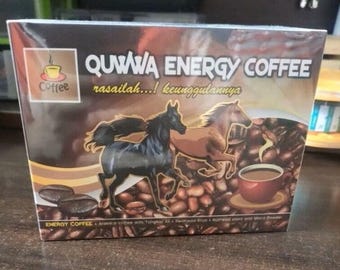 QUWWA ENERGY COFFEE
rasailah...! keunggulannya
Coffee
ENERGY COFFEE